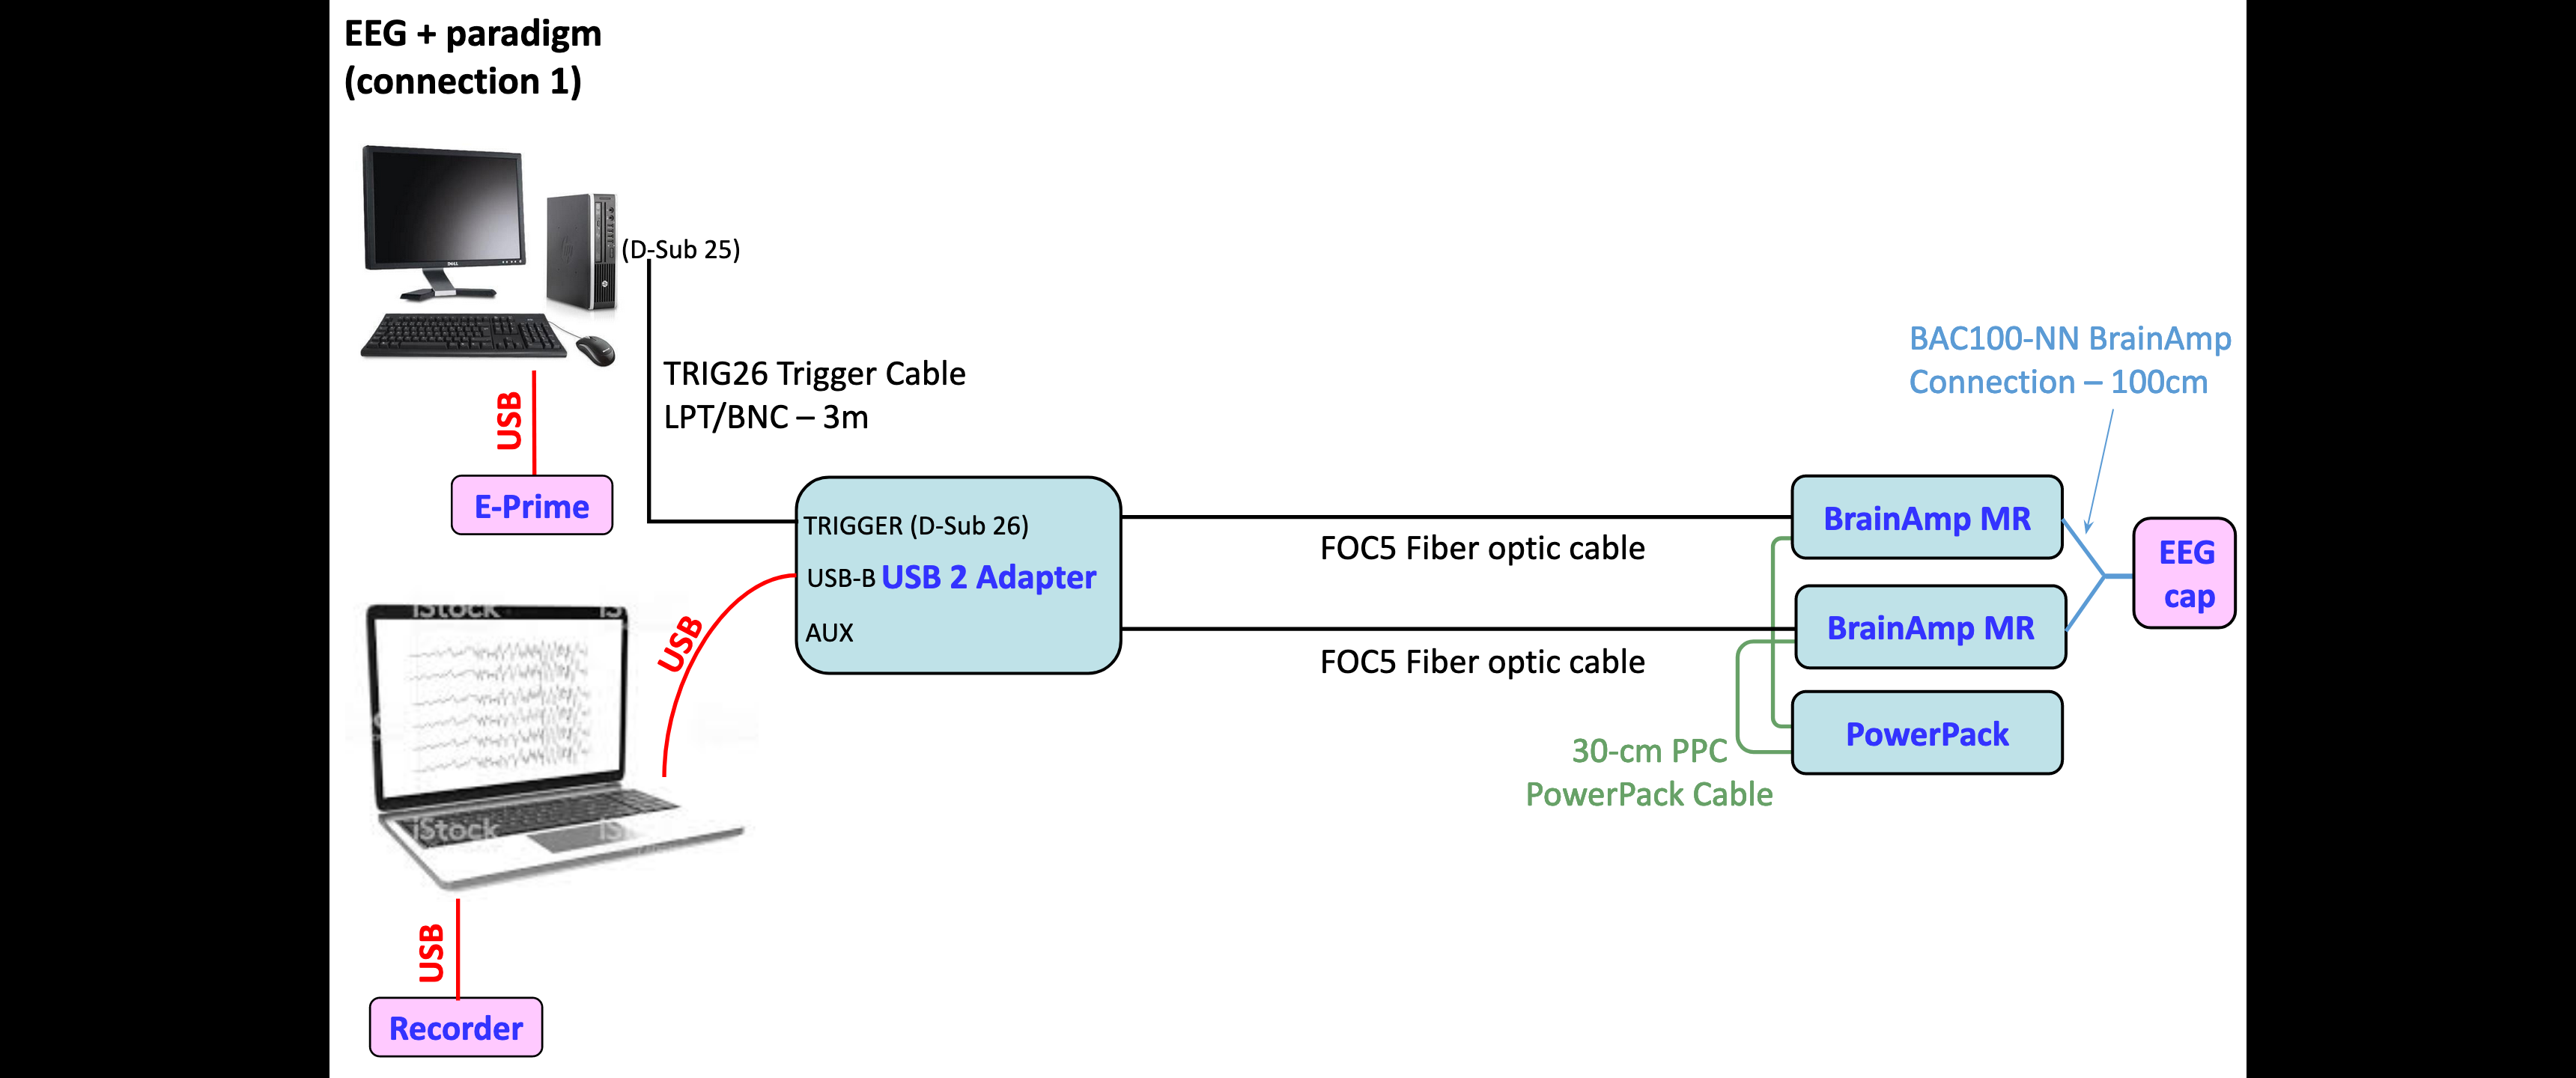 EEG + paradigm
(connection 1)
(D-Sub 25)
DELL
USB
TRIG26 Trigger Cable
LPT/BNC – 3m
E-Prime
TRIGGER (D-Sub 26)
USB-B USB 2 Adapter
AUX
USB
FOC5 Fiber optic cable
FOC5 Fiber optic cable
BAC100-NN BrainAmp
Connection – 100cm
BrainAmp MR
BrainAmp MR
PowerPack
EEG
cap
30-cm PPC
PowerPack Cable
iStock
iStock
USB
Recorder